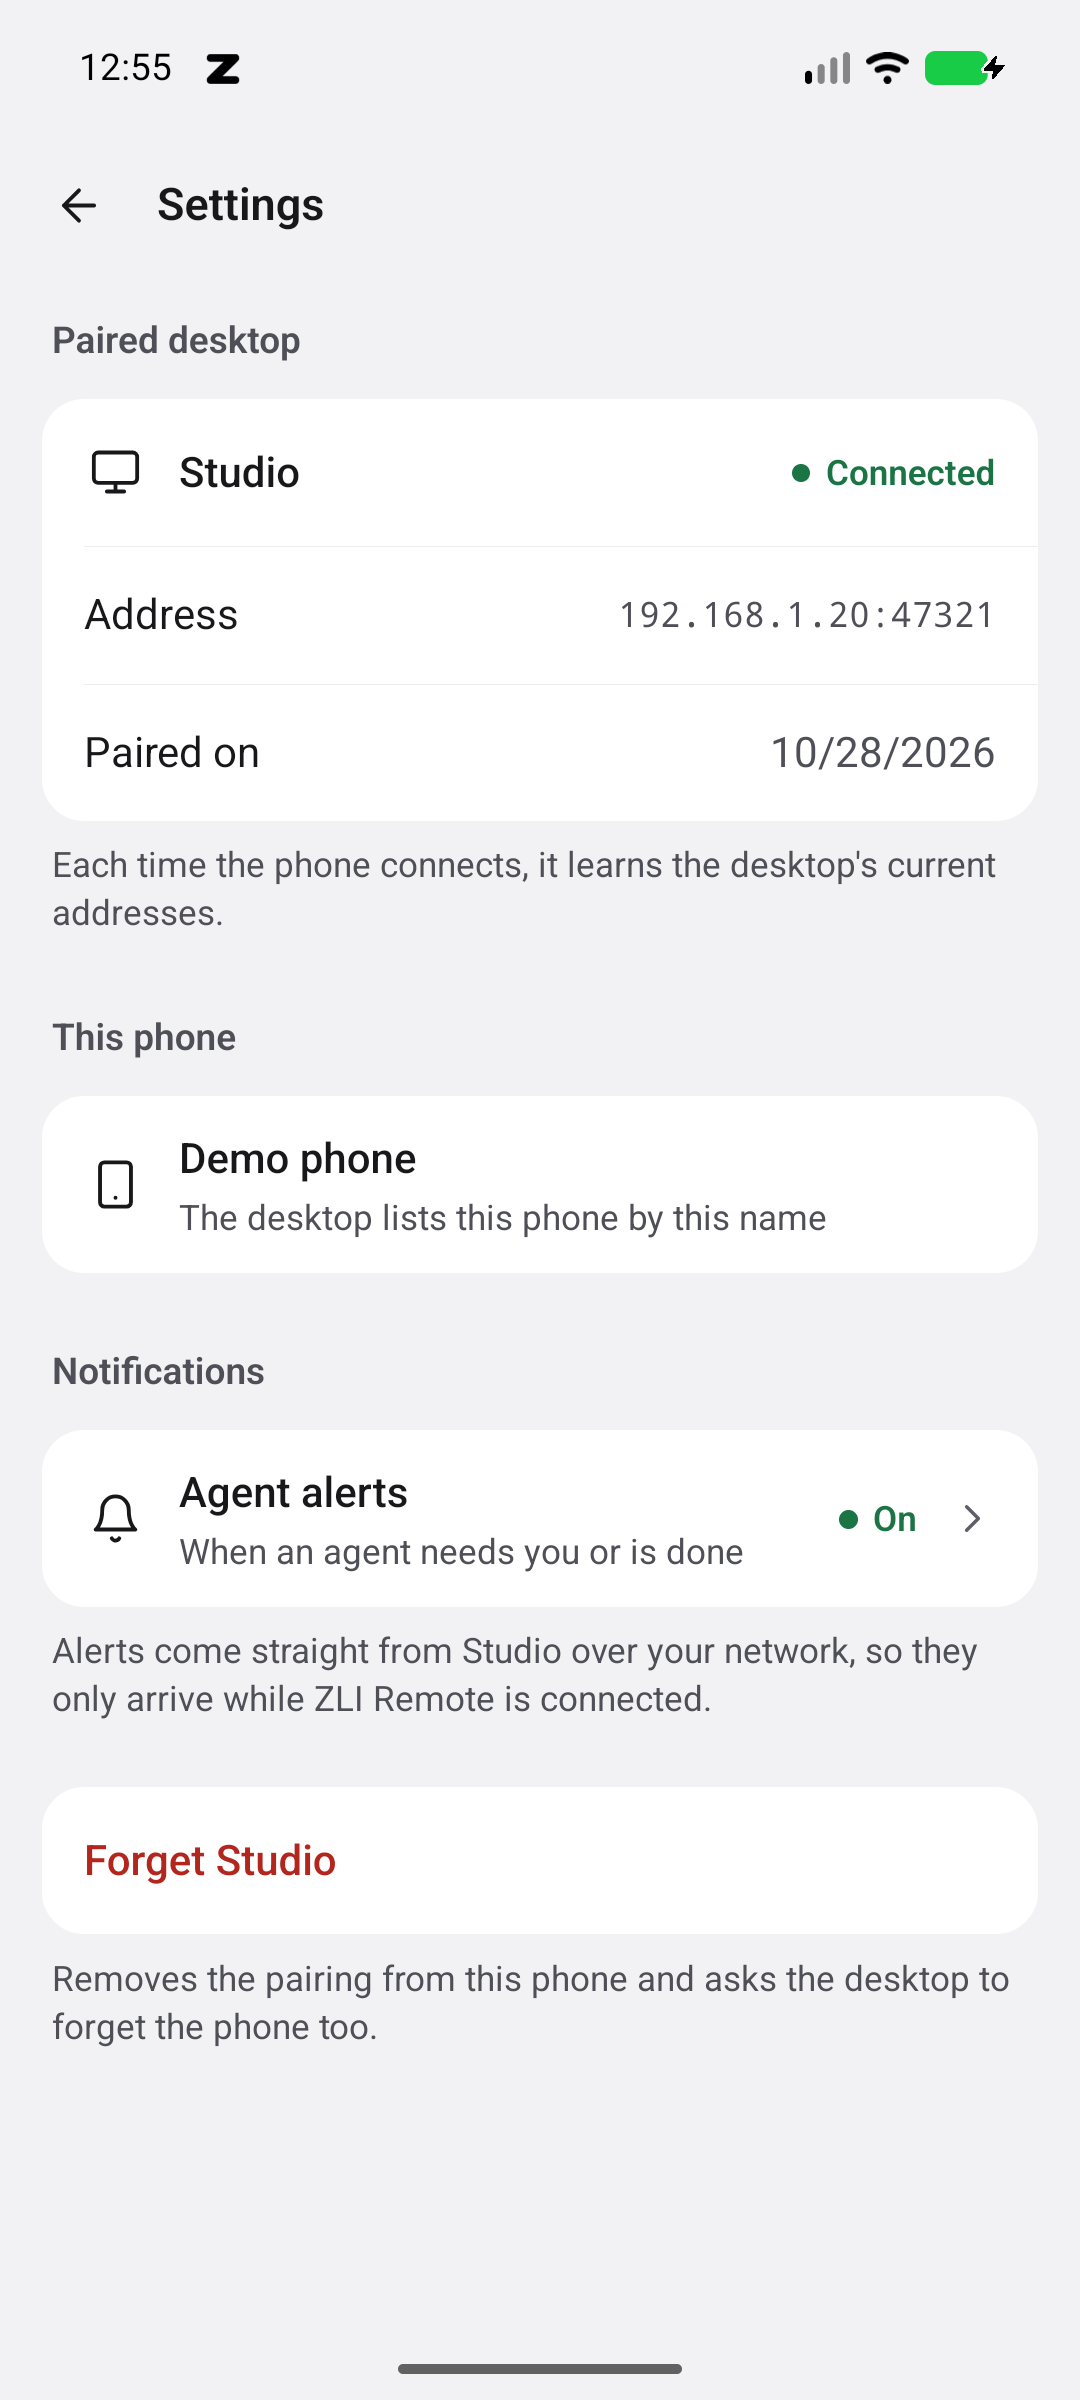 12:55
Settings
Paired desktop
Studio
Connected
Address
192.168.1.20:47321
Paired on
10/28/2026
Each time the phone connects, it learns the desktop's current
addresses.
This phone
Demo phone
The desktop lists this phone by this name
Notifications
Agent alerts
On
When an agent needs you or is done
Alerts come straight from Studio over your network, so they
only arrive while ZLI Remote is connected.
Forget Studio
Removes the pairing from this phone and asks the desktop to
forget the phone too.